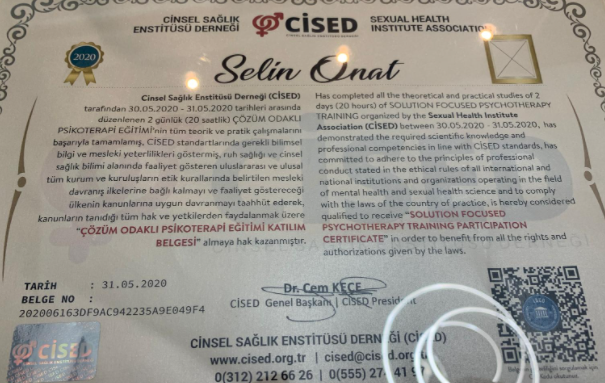 CİNSEL SAĞLIK
ENSTİTÜSÜ DERNEĞİ
CİSED
SEXUAL HEALTH
INSTITUTE ASSOCIATION
2020
Selin Onat
Cinsel Sağlık Enstitüsü Derneği (CİSED)
tarafından 30.05.2020 - 31.05.2020 tarihleri arasında
düzenlenen 2 günlük (20 saatlik) ÇÖZÜM ODAKLI
PSİKOTERAPİ EĞİTİMİ'nin tüm teorik ve pratik çalışmalarını
başarıyla tamamlamış, CİSED standartlarında gerekli bilimsel
bilgi ve mesleki yeterlilikleri göstermiş, ruh sağlığı ve cinsel
sağlık bilimi alanında faaliyet gösteren uluslararası ve ulusal
tüm kurum ve kuruluşların etik kurallarında belirtilen mesleki
davranış ilkelerine bağlı kalmayı ve faaliyet göstereceği
ülkenin kanunlarına uygun davranmayı taahhüt ederek,
kanunların tanıdığı tüm hak ve yetkilerden faydalanmak üzere
"ÇÖZÜM ODAKLI PSİKOTERAPİ EĞİTİMİ KATILIM
BELGESİ" almaya hak kazanmıştır.
Has completed all the theoretical and practical studies of 2
days (20 hours) of SOLUTION FOCUSED PSYCHOTHERAPY
TRAINING organized by the Sexual Health Institute
Association (CİSED) between 30.05.2020 - 31.05.2020, has
demonstrated the required scientific knowledge and
professional competencies in line with CİSED standards, has
committed to adhere to the principles of professional
conduct stated in the ethical rules of all international and
national institutions and organizations operating in the field
of mental health and sexual health science and to comply
with the laws of the country of practice, is hereby considered
qualified to receive "SOLUTION FOCUSED
PSYCHOTHERAPY TRAINING PARTICIPATION
CERTIFICATE" in order to benefit from all the rights and
authorizations given by the laws.
TARİH : 31.05.2020
BELGE NO :
202006163DF9AC942235A9E049F4
Dr. Cem KEÇE
CİSED Genel Başkanı | CİSED President
CİSED
CİNSEL SAĞLIK ENSTİTÜSÜ DERNEĞİ (CİSED)
www.cised.org.tr | cised@cised.org.tr
0(312) 212 66 26 | 0(555) 274 41